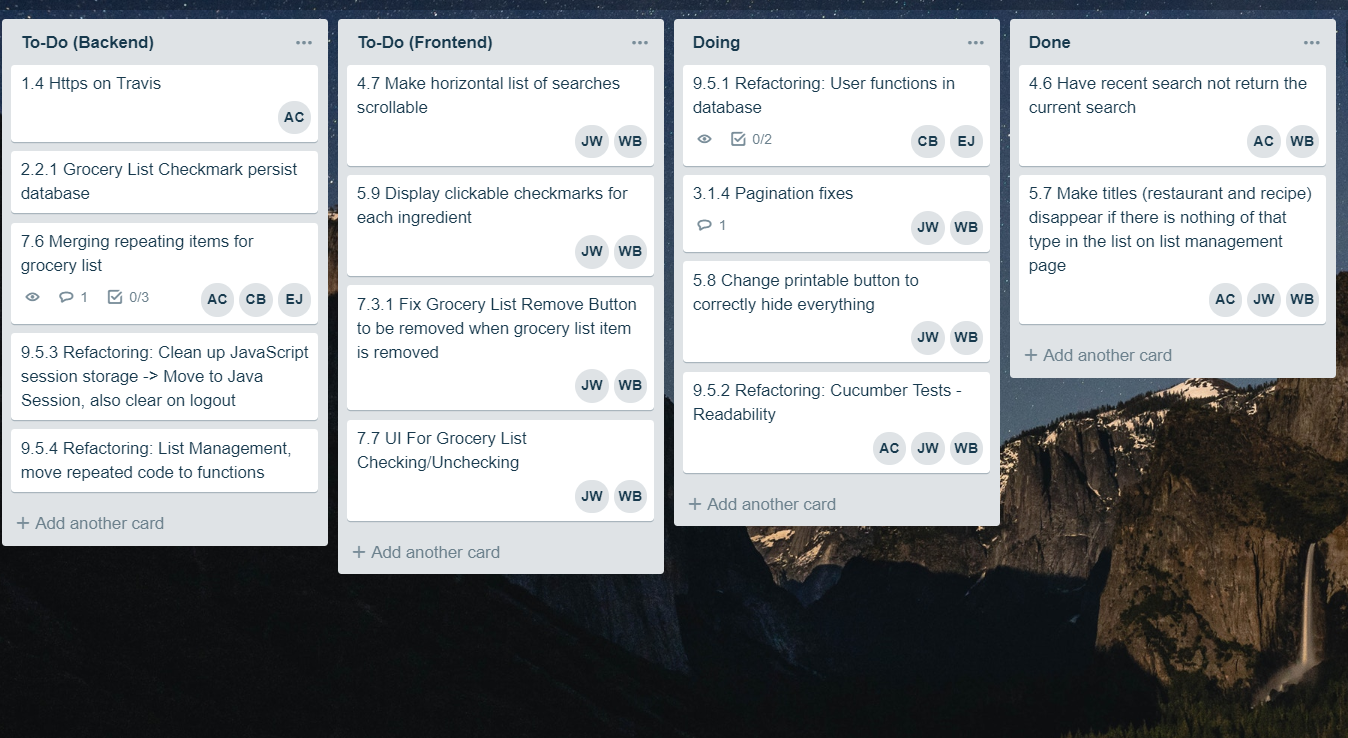 To-Do (Backend)
1.4 Https on Travis
AC
2.2.1 Grocery List Checkmark persist
database
7.6 Merging repeating items for
grocery list
1 0/3 AC CB EJ
9.5.3 Refactoring: Clean up JavaScript
session storage -> Move to Java
Session, also clear on logout
9.5.4 Refactoring: List Management,
move repeated code to functions
+ Add another card
To-Do (Frontend)
4.7 Make horizontal list of searches
scrollable
JW WB
5.9 Display clickable checkmarks for
each ingredient
JW WB
7.3.1 Fix Grocery List Remove Button
to be removed when grocery list item
is removed
JW WB
7.7 UI For Grocery List
Checking/Unchecking
JW WB
+ Add another card
Doing
9.5.1 Refactoring: User functions in
database
0/2 CB EJ
3.1.4 Pagination fixes
1 JW WB
5.8 Change printable button to
correctly hide everything
JW WB
9.5.2 Refactoring: Cucumber Tests -
Readability
AC JW WB
+ Add another card
Done
4.6 Have recent search not return the
current search
AC WB
5.7 Make titles (restaurant and recipe)
disappear if there is nothing of that
type in the list on list management
page
AC JW WB
+ Add another card